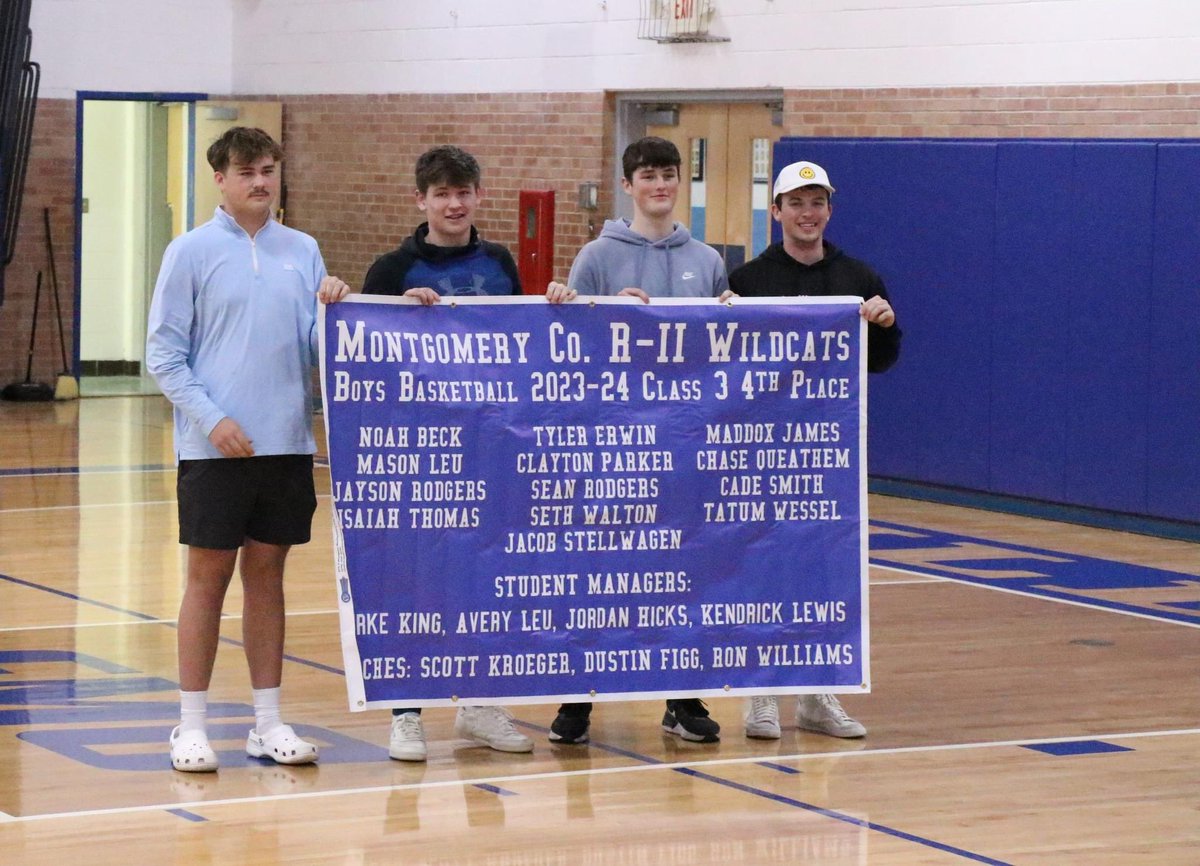 EXIT
MONTGOMERY CO. R-II WILDCATS
BOYS BASKETBALL 2023-24 CLASS 3 4TH PLACE
NOAH BECK TYLER ERWIN MADDOX JAMES
MASON LEU CLAYTON PARKER CHASE QUEATHEM
JAYSON RODGERS SEAN RODGERS CADE SMITH
ISAIAH THOMAS SETH WALTON TATUM WESSEL
JACOB STELLWAGEN
STUDENT MANAGERS:
RKE KING, AVERY LEU, JORDAN HICKS, KENDRICK LEWIS
CHES: SCOTT KROEGER, DUSTIN FIGG, RON WILLIAMS